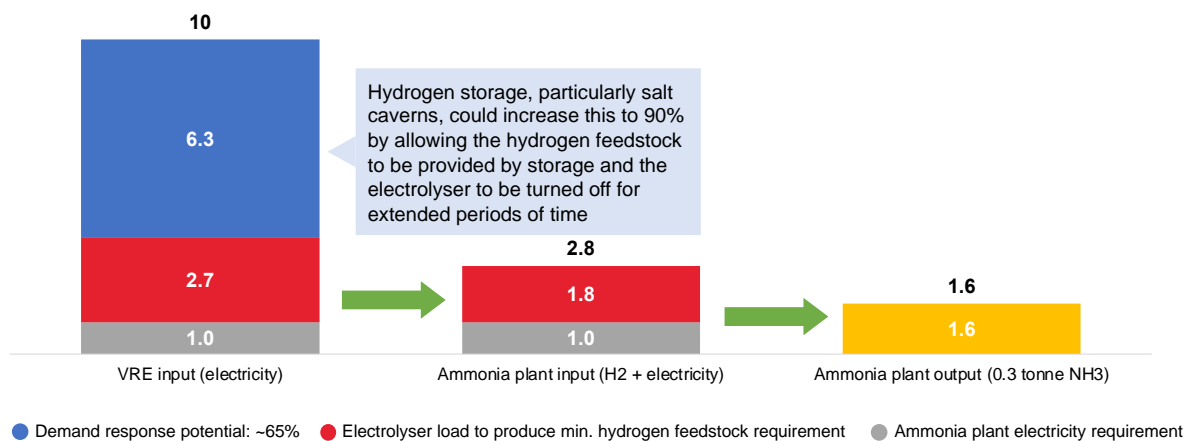 10
6.3
2.7
1.0
Hydrogen storage, particularly salt
caverns, could increase this to 90%
by allowing the hydrogen feedstock
to be provided by storage and the
electrolyser to be turned off for
extended periods of time
2.8
1.8
1.0
1.6
1.6
VRE input (electricity)
Ammonia plant input (H2 + electricity)
Ammonia plant output (0.3 tonne NH3)
Demand response potential: ~65%
Electrolyser load to produce min. hydrogen feedstock requirement
Ammonia plant electricity requirement